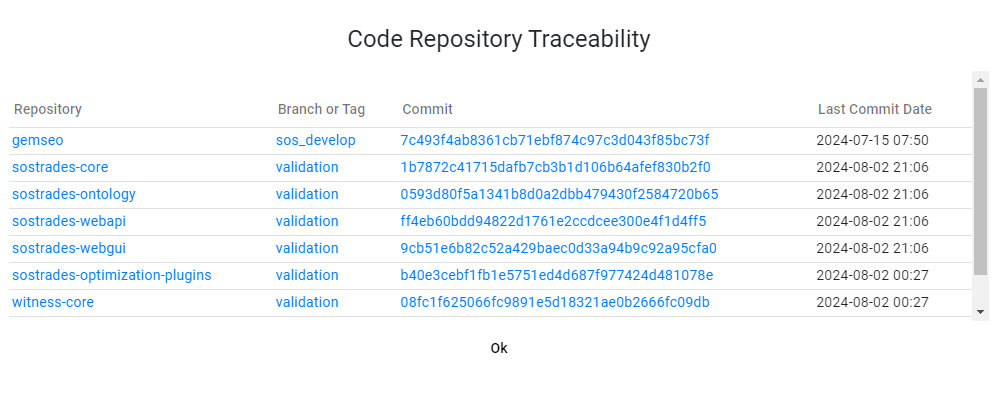 Code Repository Traceability
Repository Branch or Tag Commit Last Commit Date
gemseo sos_develop 7c493f4ab8361cb71ebf874c97c3d043f85bc73f 2024-07-15 07:50
sostrades-core validation 1b7872c41715dafb7cb3b1d106b64afef830b2f0 2024-08-02 21:06
sostrades-ontology validation 0593d80f5a1341b8d0a2dbb479430f2584720b65 2024-08-02 21:06
sostrades-webapi validation ff4eb60bdd94822d1761e2ccdcee300e4f1d4ff5 2024-08-02 21:06
sostrades-webgui validation 9cb51e6b82c52a429baec0d33a94b9c92a95cfa0 2024-08-02 21:06
sostrades-optimization-plugins validation b40e3cebf1fb1e5751ed4d687f977424d481078e 2024-08-02 00:27
witness-core validation 08fc1f625066fc9891e5d18321ae0b2666fc09db 2024-08-02 00:27
Ok